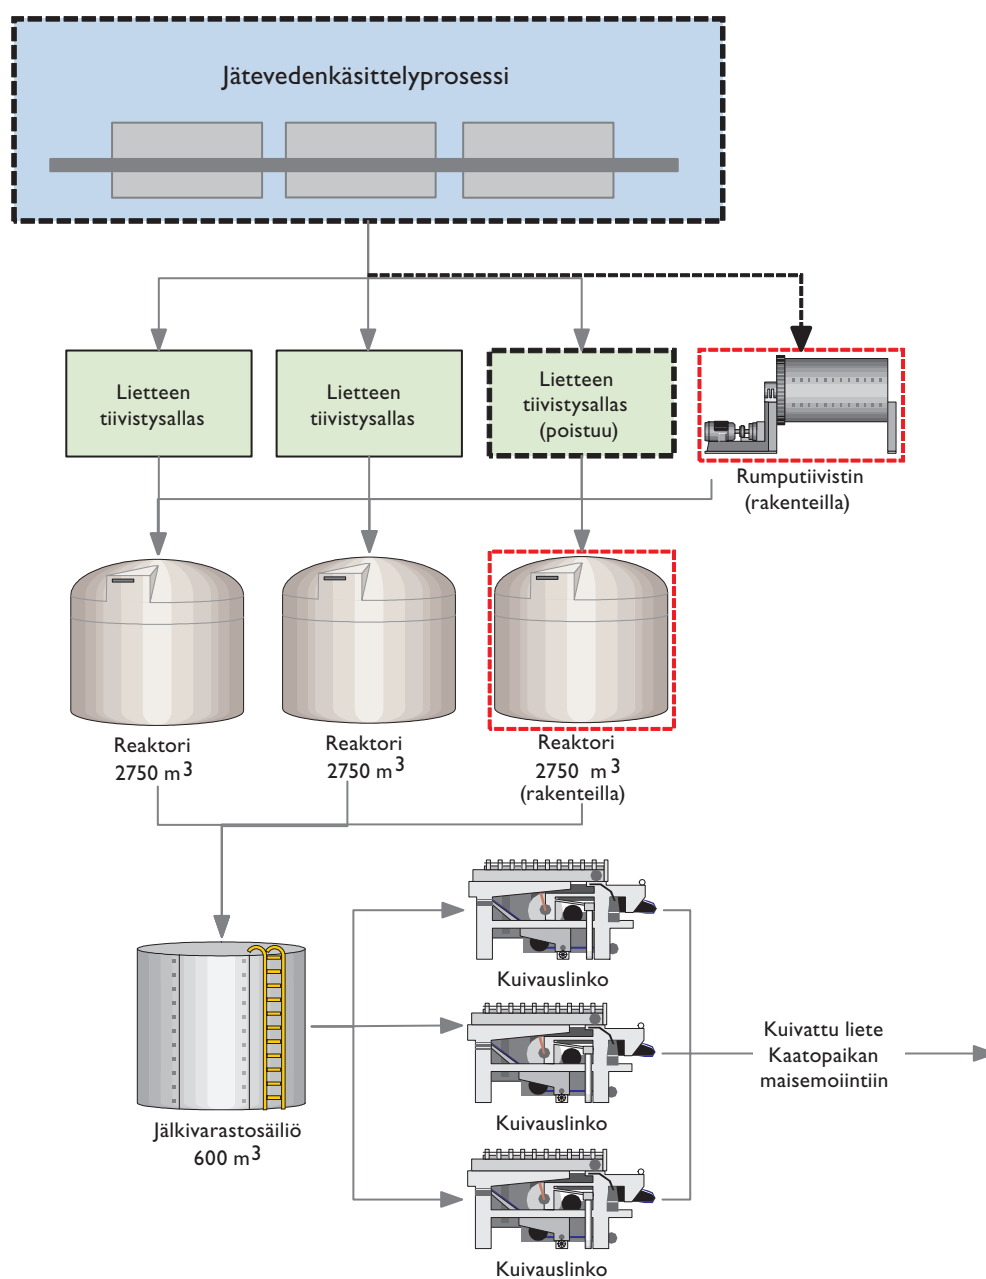 Jätevedenkäsittelyprosessi
Lietteen
tiivistysallas
Lietteen
tiivistysallas
Lietteen
tiivistysallas
(poistuu)
Rumputiivistin
(rakenteilla)
Reaktori
2750 m3
Reaktori
2750 m3
Reaktori
2750 m3
(rakenteilla)
Kuivauslinko
Kuivauslinko
Kuivattu liete
Kaatopaikan
maisemoiintiin
Jälkivarastosäiliö
600 m3
Kuivauslinko